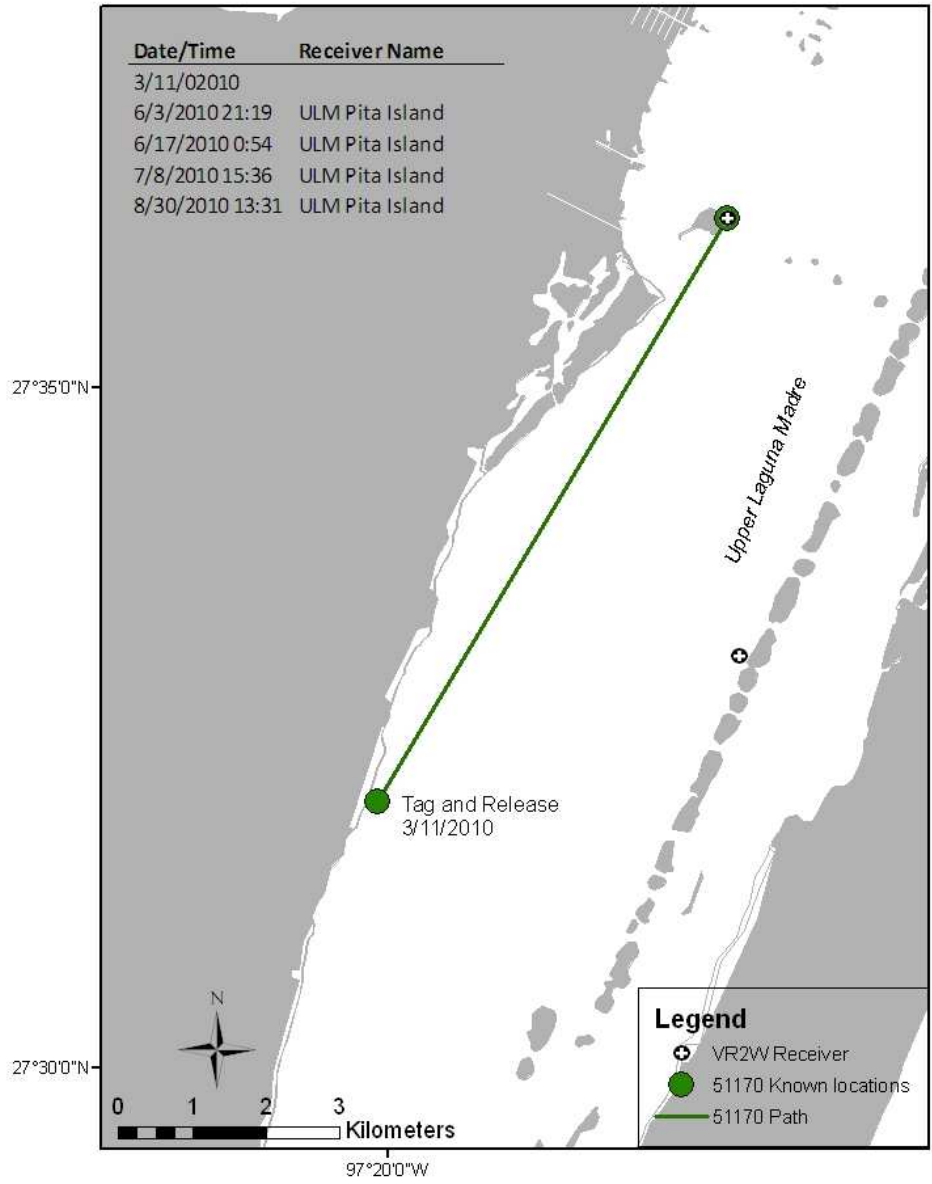 Date/Time Receiver Name
3/11/02010
6/3/2010 21:19 ULM Pita Island
6/17/2010 0:54 ULM Pita Island
7/8/2010 15:36 ULM Pita Island
8/30/2010 13:31 ULM Pita Island
27°35'0"N
Upper Laguna Madre
Tag and Release
3/11/2010
N
27°30'0"N
0 1 2 3
Kilometers
97°20'0"W
Legend
VR2W Receiver
51170 Known locations
51170 Path